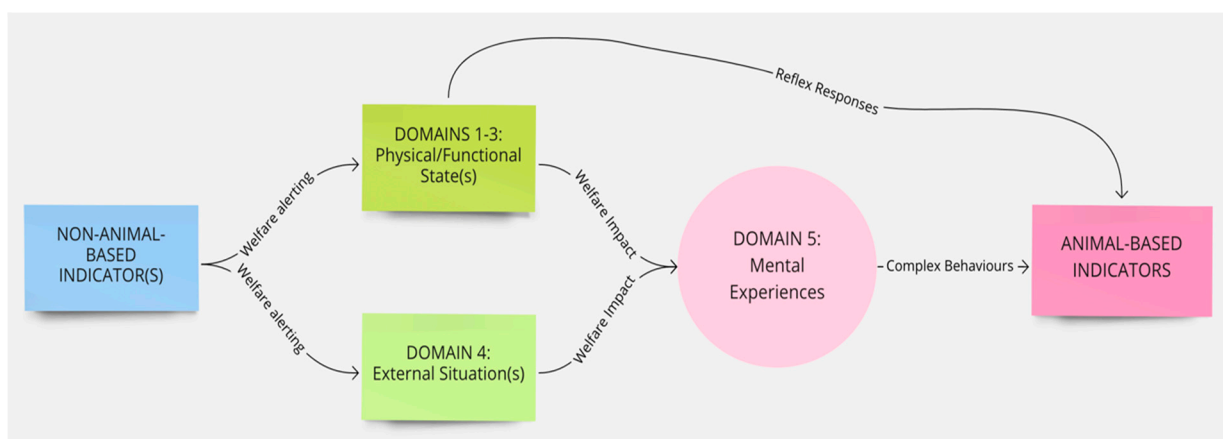 NON-ANIMAL-
BASED
INDICATOR(S)
Welfare alerting
Welfare alerting
DOMAINS 1-3:
Physical/Functional
State(s)
DOMAIN 4:
External Situation(s)
Reflex Responses
Welfare Impact
Welfare Impact
DOMAIN 5:
Mental
Experiences
Complex Behaviours
ANIMAL-BASED
INDICATORS